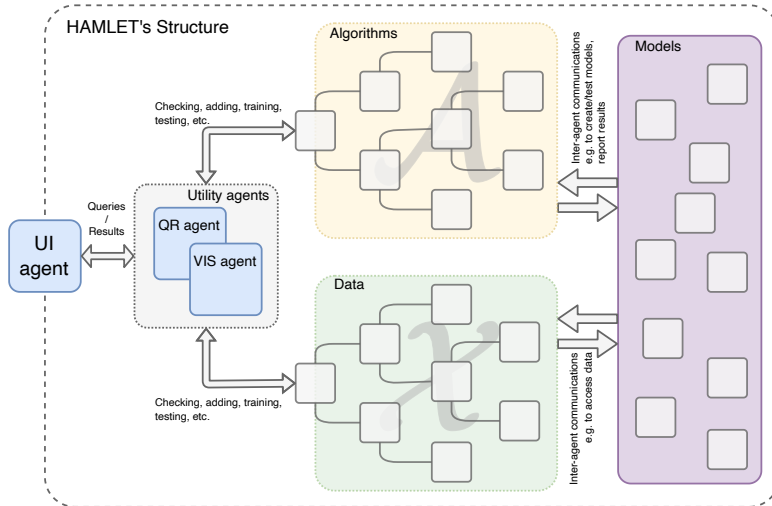 HAMLET's Structure
Algorithms
Models
Inter-agent communications
e.g. to create/test models,
report results
Checking, adding, training,
testing, etc.
A
Utility agents
QR agent
VIS agent
Queries
/
Results
UI
agent
Data
X
Checking, adding, training,
testing, etc.
Inter-agent communications
e.g. to access data